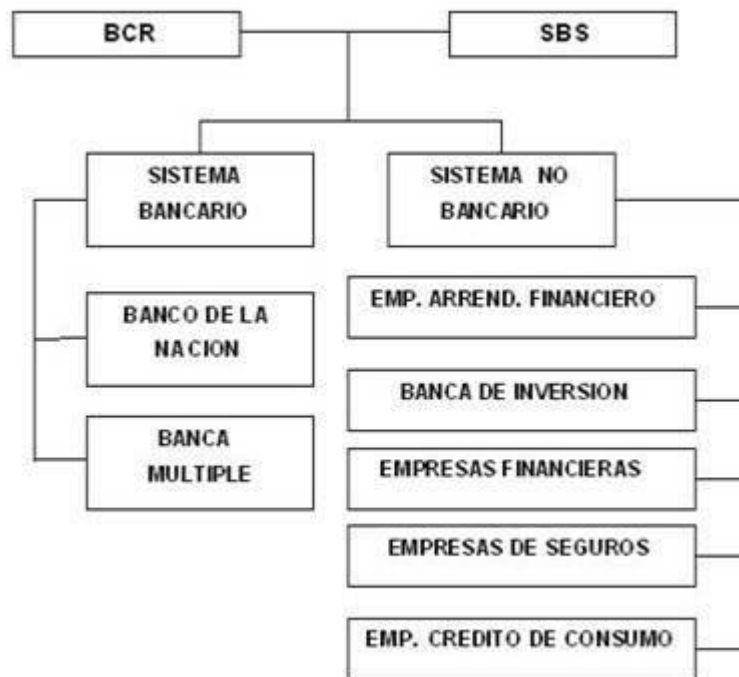 BCR
SBS
SISTEMA
BANCARIO
SISTEMA NO
BANCARIO
BANCO DE LA
NACION
BANCA
MULTIPLE
EMP. ARREND. FINANCIERO
BANCA DE INVERSION
EMPRESAS FINANCIERAS
EMPRESAS DE SEGUROS
EMP. CREDITO DE CONSUMO